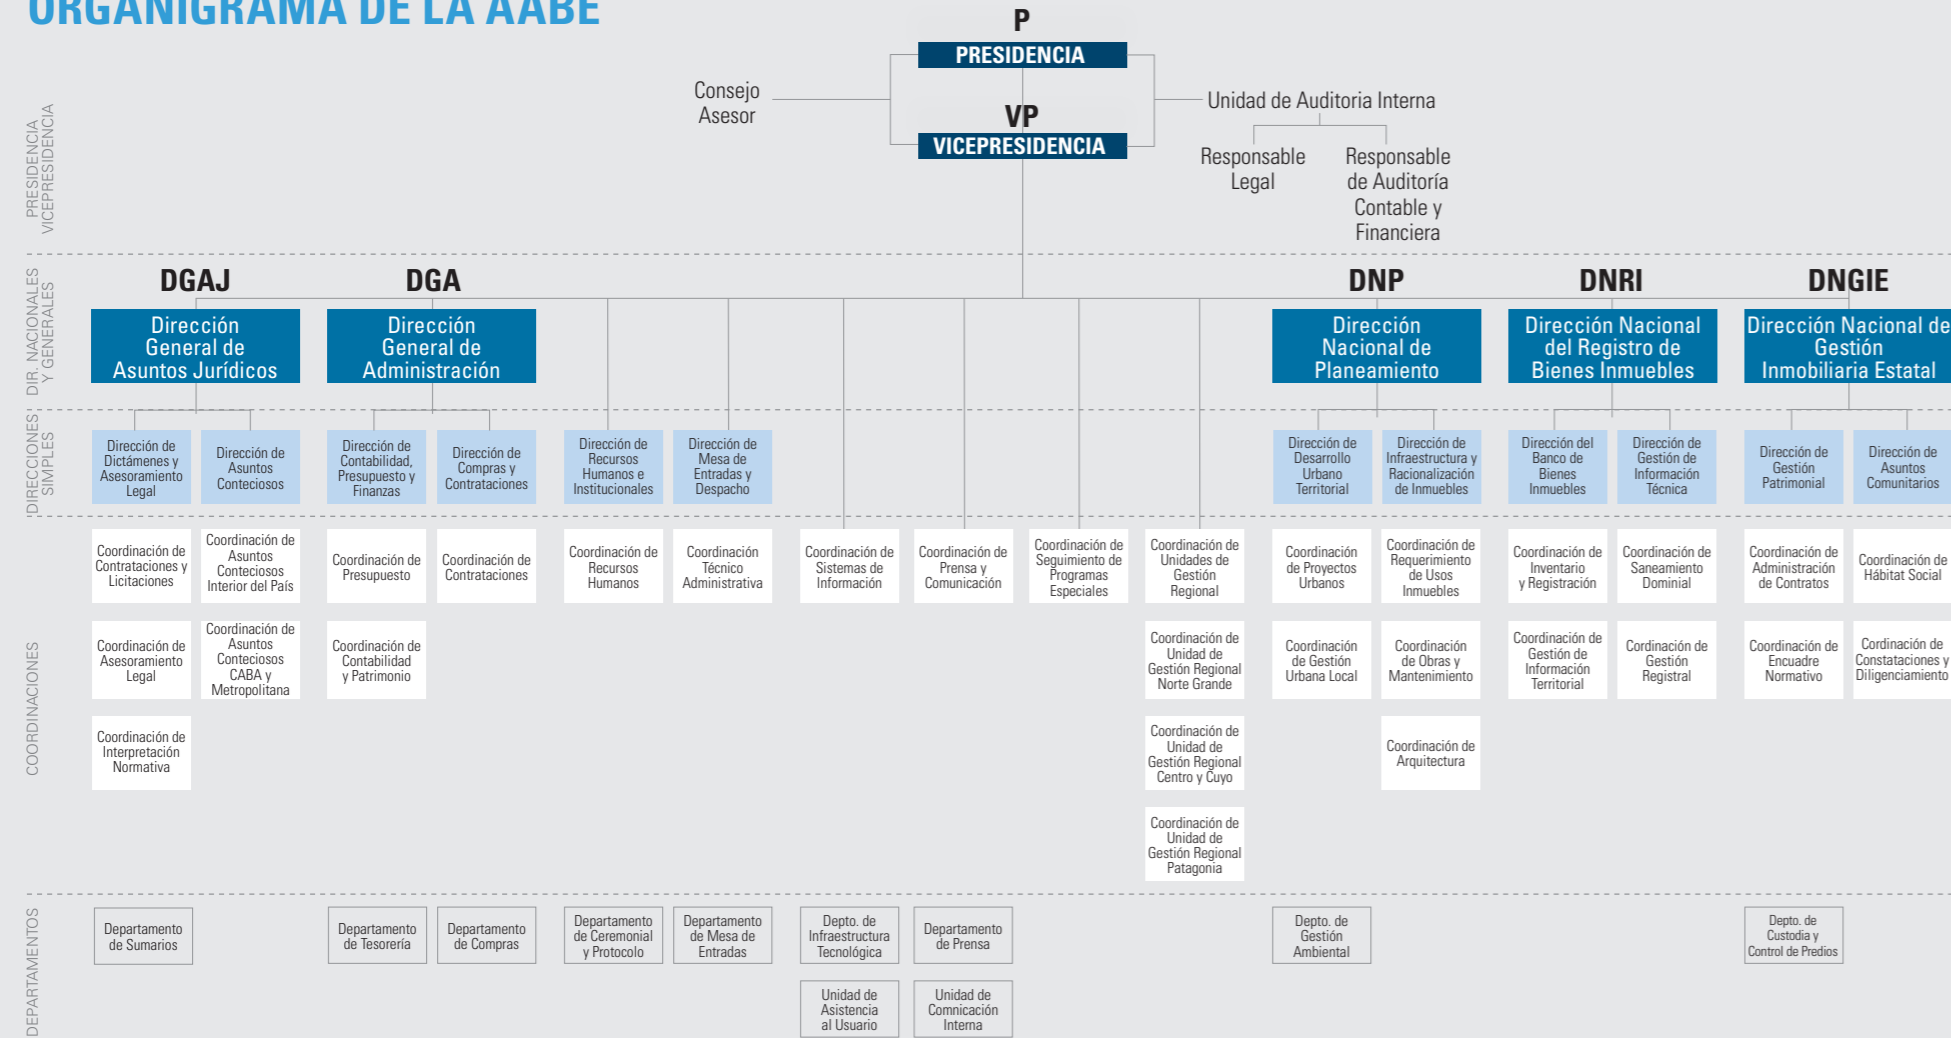 ORGANIGRAMA DE LA AABE
P
PRESIDENCIA
Consejo
Asesor
VP
VICEPRESIDENCIA
Unidad de Auditoria Interna
Responsable
Legal
Responsable
de Auditoría
Contable y
Financiera
PRESIDENCIA
VICEPRESIDENCIA
DIR. NACIONALES
Y GENERALES
DGAJ
Dirección
General de
Asuntos Jurídicos
DGA
Dirección
General de
Administración
DNP
Dirección
Nacional de
Planeamiento
DNRI
Dirección Nacional
del Registro de
Bienes Inmuebles
DNGIE
Dirección Nacional de
Gestión
Inmobiliaria Estatal
DIRECCIONES
SIMPLES
Dirección de
Dictámenes y
Asesoramiento
Legal
Dirección de
Asuntos
Conteciosos
Dirección de
Contabilidad,
Presupuesto y
Finanzas
Dirección de
Compras y
Contrataciones
Dirección de
Recursos
Humanos e
Institucionales
Dirección de
Mesa de
Entradas y
Despacho
Dirección de
Desarrollo
Urbano
Territorial
Dirección de
Infraestructura y
Racionalización
de Inmuebles
Dirección del
Banco de
Bienes
Inmuebles
Dirección de
Gestión de
Información
Técnica
Dirección de
Gestión
Patrimonial
Dirección de
Asuntos
Comunitarios
COORDINACIONES
Coordinación de
Contrataciones y
Licitaciones
Coordinación de
Asuntos
Conteciosos
Interior del País
Coordinación de
Presupuesto
Coordinación de
Contrataciones
Coordinación de
Recursos
Humanos
Coordinación
Técnico
Administrativa
Coordinación de
Sistemas de
Información
Coordinación de
Prensa y
Comunicación
Coordinación de
Seguimiento de
Programas
Especiales
Coordinación de
Unidades de
Gestión
Regional
Coordinación
de Proyectos
Urbanos
Coordinación de
Requerimiento
de Usos
Inmuebles
Coordinación de
Inventario
y Registración
Coordinación de
Saneamiento
Dominial
Coordinación de
Administración
de Contratos
Coordinación de
Hábitat Social
Coordinación de
Asesoramiento
Legal
Coordinación de
Asuntos
Conteciosos
CABA y
Metropolitana
Coordinación de
Contabilidad
y Patrimonio
Coordinación de
Unidad de
Gestión Regional
Norte Grande
Coordinación
de Gestión
Urbana Local
Coordinación
de Obras y
Mantenimiento
Coordinación de
Gestión de
Información
Territorial
Cordinación de
Gestión
Registral
Coordinación de
Encuadre
Normativo
Cordinación de
Constataciones y
Diligenciamiento
Coordinación de
Interpretación
Normativa
Coordinación de
Unidad de
Gestión Regional
Centro y Cuyo
Coordinación de
Arquitectura
Coordinación de
Unidad de
Gestión Regional
Patagonia
DEPARTAMENTOS
Departamento
de Sumarios
Departamento
de Tesorería
Departamento
de Compras
Departamento
de Ceremonial
y Protocolo
Departamento
de Mesa de
Entradas
Depto. de
Infraestructura
Tecnológica
Departamento
de Prensa
Depto. de
Gestión
Ambiental
Depto. de
Custodia y
Control de Predios
Unidad de
Asistencia
al Usuario
Unidad de
Comnicación
Interna